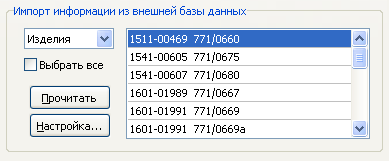 Импорт информации из внешней базы данных
Изделия
Выбрать все
Прочитать
Настройка...
1511-00469 771/0660
1541-00605 771/0675
1541-00607 771/0680
1601-01989 771/0667
1601-01991 771/0669
1601-01991 771/0669а